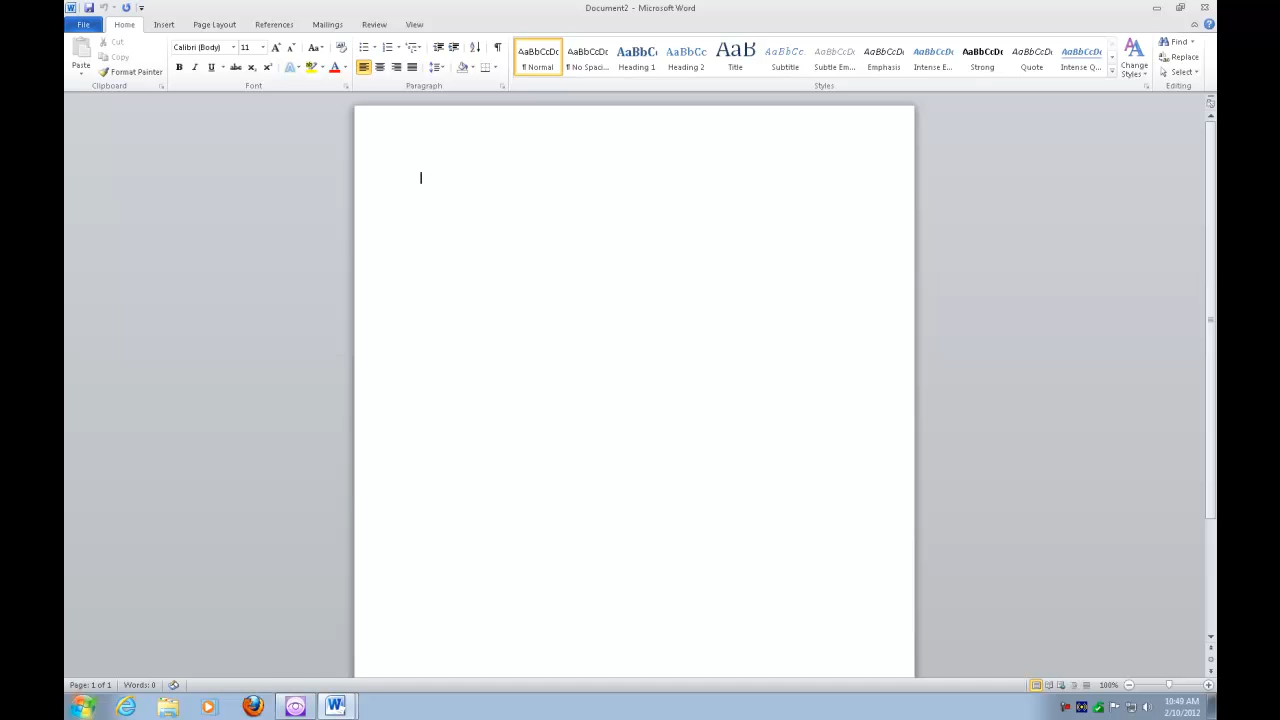 Document2 - Microsoft Word
File Home Insert Page Layout References Mailings Review View
Paste
Cut
Copy
Format Painter
Clipboard
Calibri (Body) 11
Font
Paragraph
AaBbCcDc AaBbCcDc AaBbC AaBbCc AaB AaBbCc. AaBbCcDc AaBbCcDc AaBbCcDc AaBbCcDc AaBbCcDc AaBbCcDc
¶ Normal ¶ No Spaci... Heading 1 Heading 2 Title Subtitle Subtle Em... Emphasis Intense E... Strong Quote Intense Q...
Styles
Change
Styles
Find
Replace
Select
Editing
Page: 1 of 1 Words: 0
100%
10:49 AM
2/10/2012